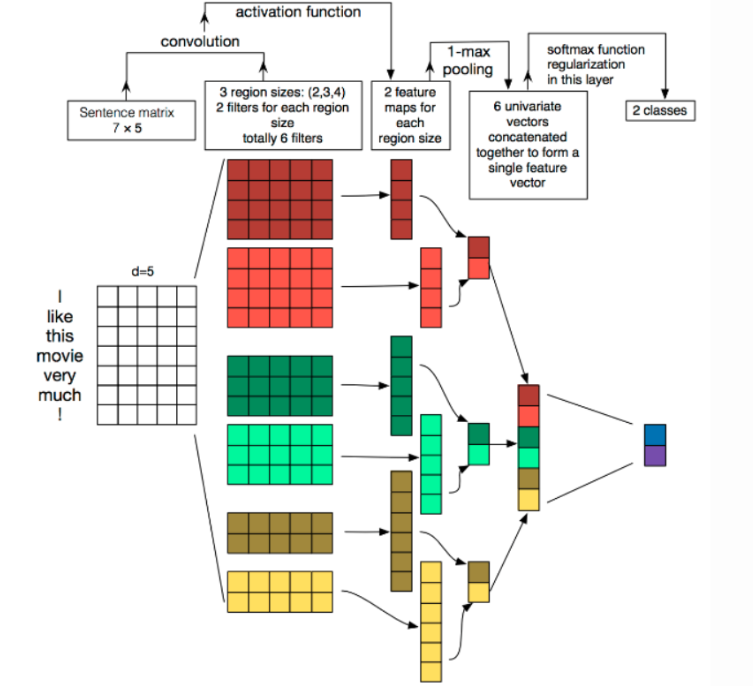 activation function
convolution
1-max
pooling
softmax function
regularization
in this layer
Sentence matrix
7 × 5
3 region sizes: (2,3,4)
2 filters for each region
size
totally 6 filters
2 feature
maps for
each
region size
6 univariate
vectors
concatenated
together to form a
single feature
vector
2 classes
d=5
I
like
this
movie
very
much
!